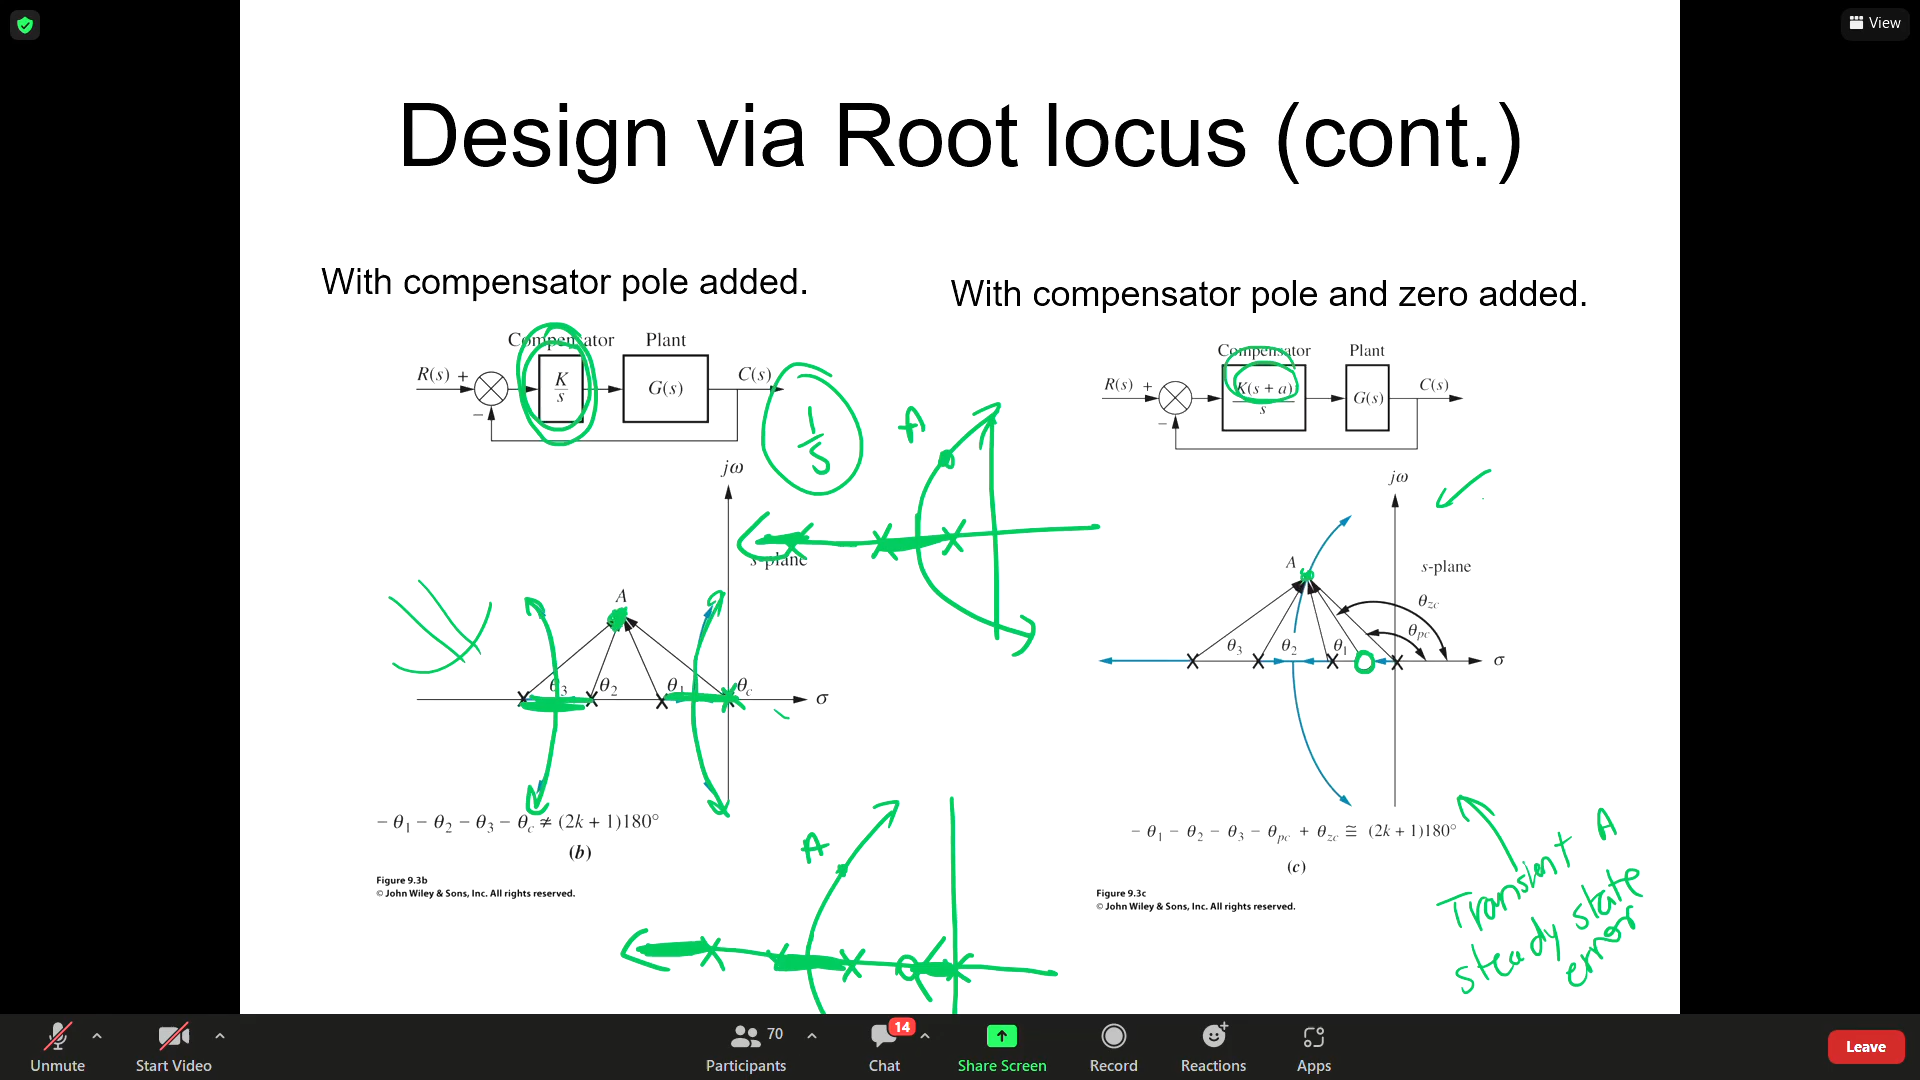 View
Design via Root locus (cont.)
With compensator pole added.
Compensator
Plant
R(s) +
K
s
G(s)
C(s)
−
1
s
A
jω
s-plane
A
θ3 θ2 θ1 θc
σ
− θ1 − θ2 − θ3 − θc ≠ (2k + 1)180°
(b)
Figure 9.3b
© John Wiley & Sons, Inc. All rights reserved.
A
With compensator pole and zero added.
Compensator
Plant
R(s) +
K(s + a)
s
G(s)
C(s)
−
jω
A
s-plane
θzc
θpc
θ3 θ2 θ1
σ
− θ1 − θ2 − θ3 − θpc + θzc ≅ (2k + 1)180°
(c)
Figure 9.3c
© John Wiley & Sons, Inc. All rights reserved.
Transient A
steady state
error
70
14
Unmute
Start Video
Participants
Chat
Share Screen
Record
Reactions
Apps
Leave